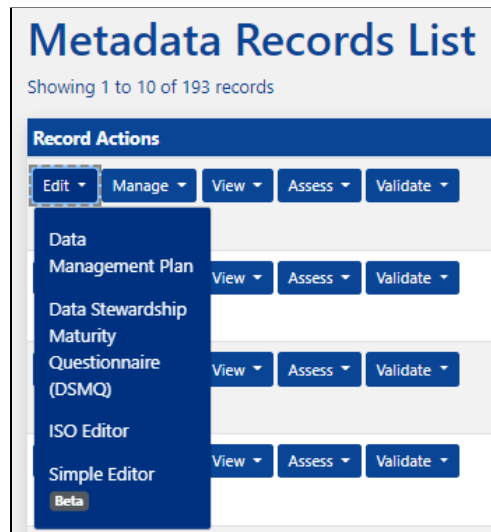 Metadata Records List
Showing 1 to 10 of 193 records
Record Actions
Edit Manage View Assess Validate
Data
Management Plan
View Assess Validate
Data Stewardship
Maturity
Questionnaire
(DSMQ)
View Assess Validate
ISO Editor
Simple Editor
Beta
View Assess Validate